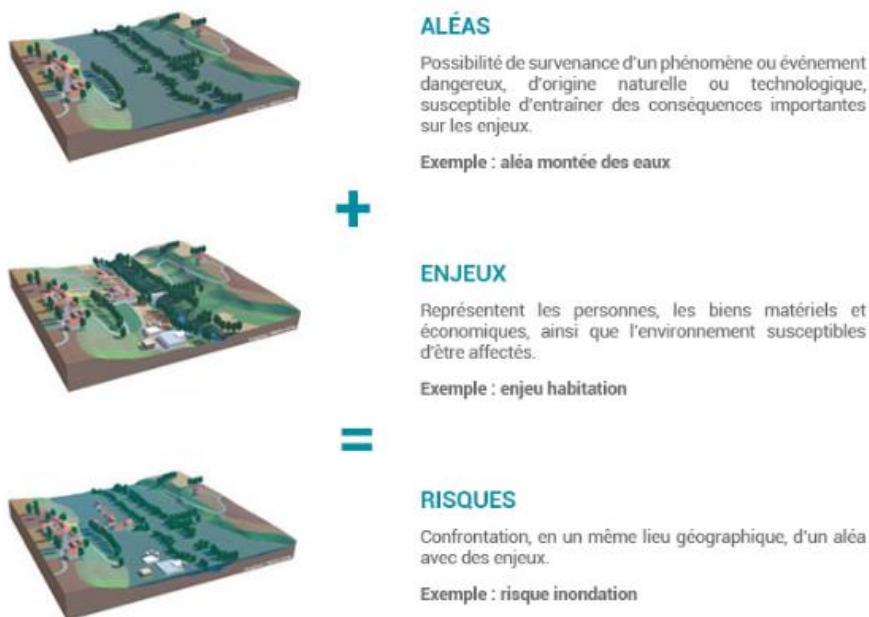 ALÉAS
Possibilité de survenance d'un phénomène ou événement
dangereux, d'origine naturelle ou technologique,
susceptible d'entraîner des conséquences importantes
sur les enjeux.
Exemple : aléa montée des eaux
+
ENJEUX
Représentent les personnes, les biens matériels et
économiques, ainsi que l'environnement susceptibles
d'être affectés.
Exemple : enjeu habitation
=
RISQUES
Confrontation, en un même lieu géographique, d'un aléa
avec des enjeux.
Exemple : risque inondation